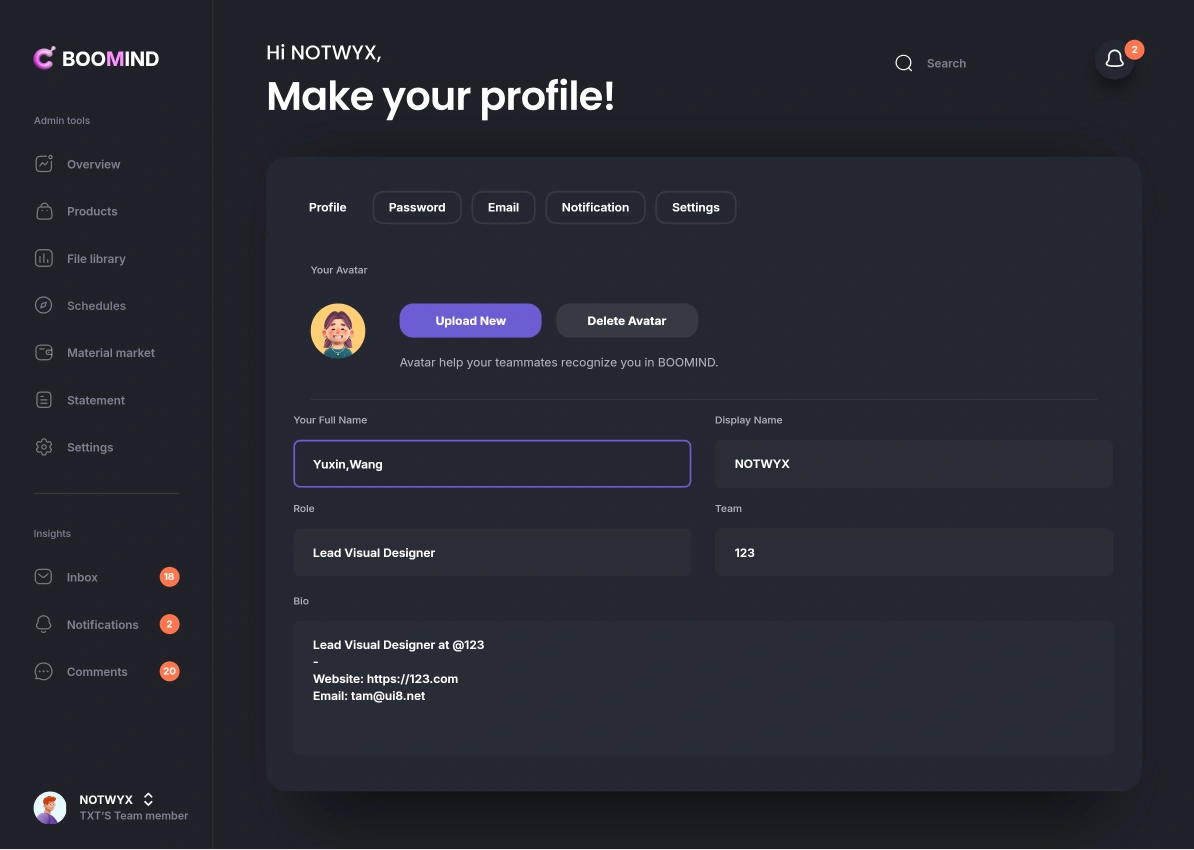 BOOMIND
Admin tools
Overview
Products
File library
Schedules
Material market
Statement
Settings
Insights
Inbox 18
Notifications 2
Comments 20
NOTWYX
TXT'S Team member
Hi NOTWYX,
Make your profile!
Search
2
Profile Password Email Notification Settings
Your Avatar
Upload New Delete Avatar
Avatar help your teammates recognize you in BOOMIND.
Your Full Name Display Name
Yuxin,Wang NOTWYX
Role Team
Lead Visual Designer 123
Bio
Lead Visual Designer at @123
-
Website: https://123.com
Email: tam@ui8.net